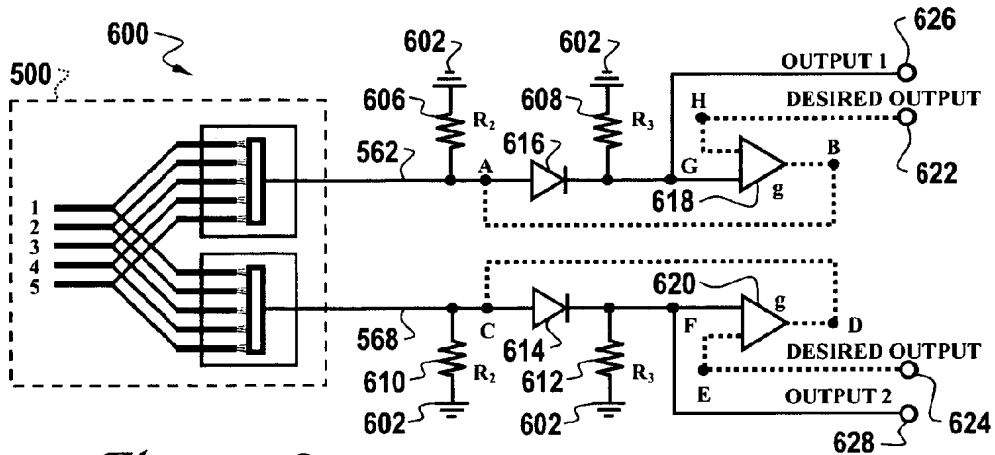 600
500
602
602
626
OUTPUT 1
606
608
H
DESIRED OUTPUT
R2
616
R3
562
A
G
B
618
g
622
1
2
3
4
5
620
g
568
C
614
F
D
DESIRED OUTPUT
610
R2
612
R3
E
OUTPUT 2
624
602
602
628